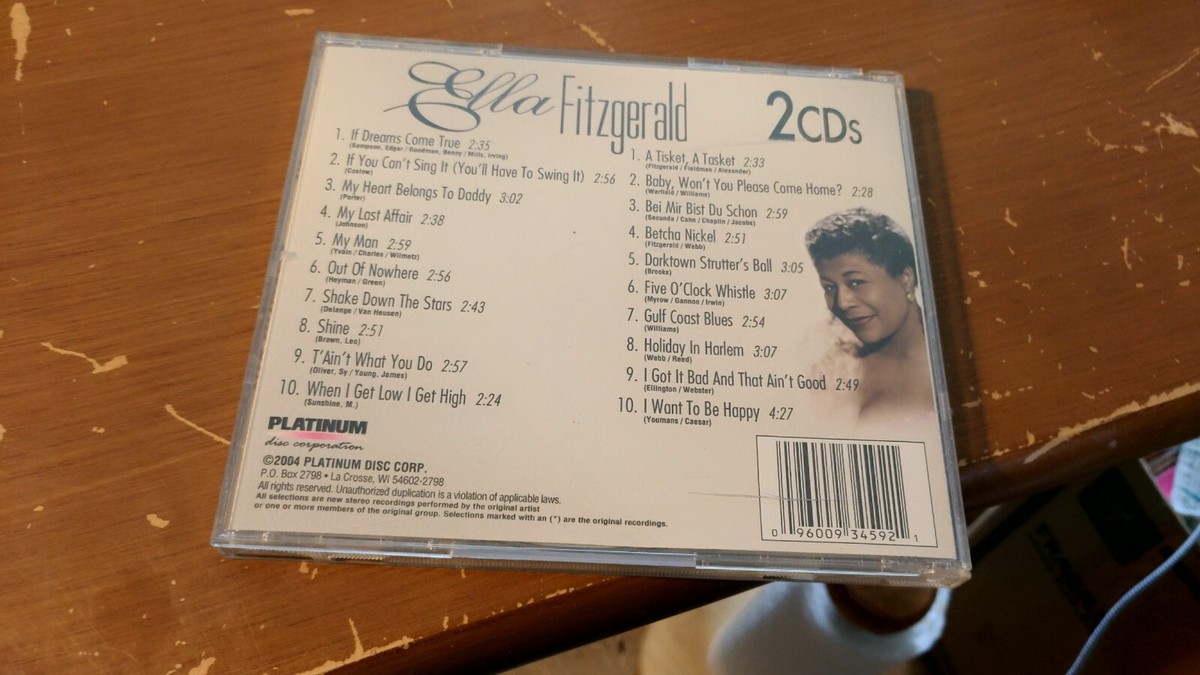 Ella Fitzgerald
2CDs
1. If Dreams Come True 2:35
(Sampson, Edgar / Goodman, Benny / Mills, Irving)
2. If You Can't Sing It (You'll Have To Swing It) 2:56
(Coslow)
3. My Heart Belongs To Daddy 3:02
(Porter)
4. My Last Affair 2:38
(Johnson)
5. My Man 2:59
(Yvain / Charles / Wilmetz)
6. Out Of Nowhere 2:56
(Heyman / Green)
7. Shake Down The Stars 2:43
(Delange / Van Heusen)
8. Shine 2:51
(Brown, Leo)
9. T'Ain't What You Do 2:57
(Oliver, Sy / Young, James)
10. When I Get Low I Get High 2:24
(Sunshine, M.)
1. A Tisket, A Tasket 2:33
(Fitzgerald / Fieldman / Alexander)
2. Baby, Won't You Please Come Home? 2:28
(Warfield / Williams)
3. Bei Mir Bist Du Schon 2:59
(Secunda / Cahn / Chaplin / Jacobs)
4. Betcha Nickel 2:51
(Fitzgerald / Webb)
5. Darktown Strutter's Ball 3:05
(Brooks)
6. Five O'Clock Whistle 3:07
(Myrow / Gannon / Irwin)
7. Gulf Coast Blues 2:54
(Williams)
8. Holiday In Harlem 3:07
(Webb / Reed)
9. I Got It Bad And That Ain't Good 2:49
(Ellington / Webster)
10. I Want To Be Happy 4:27
(Youmans / Caesar)
PLATINUM
disc corporation
©2004 PLATINUM DISC CORP.
P.O. Box 2798 • La Crosse, WI 54602-2798
All rights reserved. Unauthorized duplication is a violation of applicable laws.
All selections are new stereo recordings performed by the original artist
or one or more members of the original group. Selections marked with an (*) are the original recordings.
0 96009 34592 1